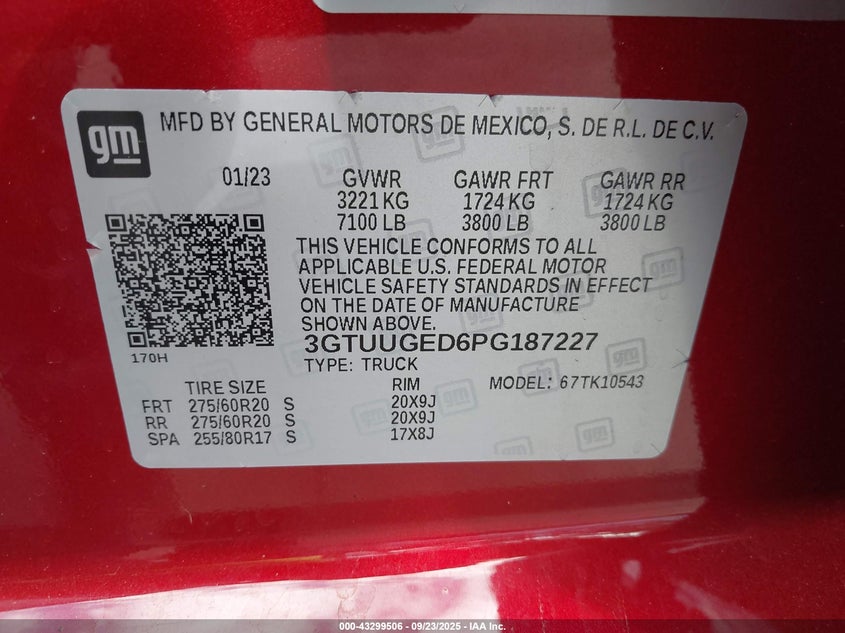 gm
MFD BY GENERAL MOTORS DE MEXICO, S. DE R.L. DE C.V.
01/23 GVWR GAWR FRT GAWR RR
3221 KG 1724 KG 1724 KG
7100 LB 3800 LB 3800 LB
THIS VEHICLE CONFORMS TO ALL
APPLICABLE U.S. FEDERAL MOTOR
VEHICLE SAFETY STANDARDS IN EFFECT
ON THE DATE OF MANUFACTURE
SHOWN ABOVE.
170H 3GTUUGED6PG187227
TYPE: TRUCK
TIRE SIZE RIM MODEL: 67TK10543
FRT 275/60R20 S 20X9J
RR 275/60R20 S 20X9J
SPA 255/80R17 S 17X8J
000-43299506 - 09/23/2025 - IAA Inc.